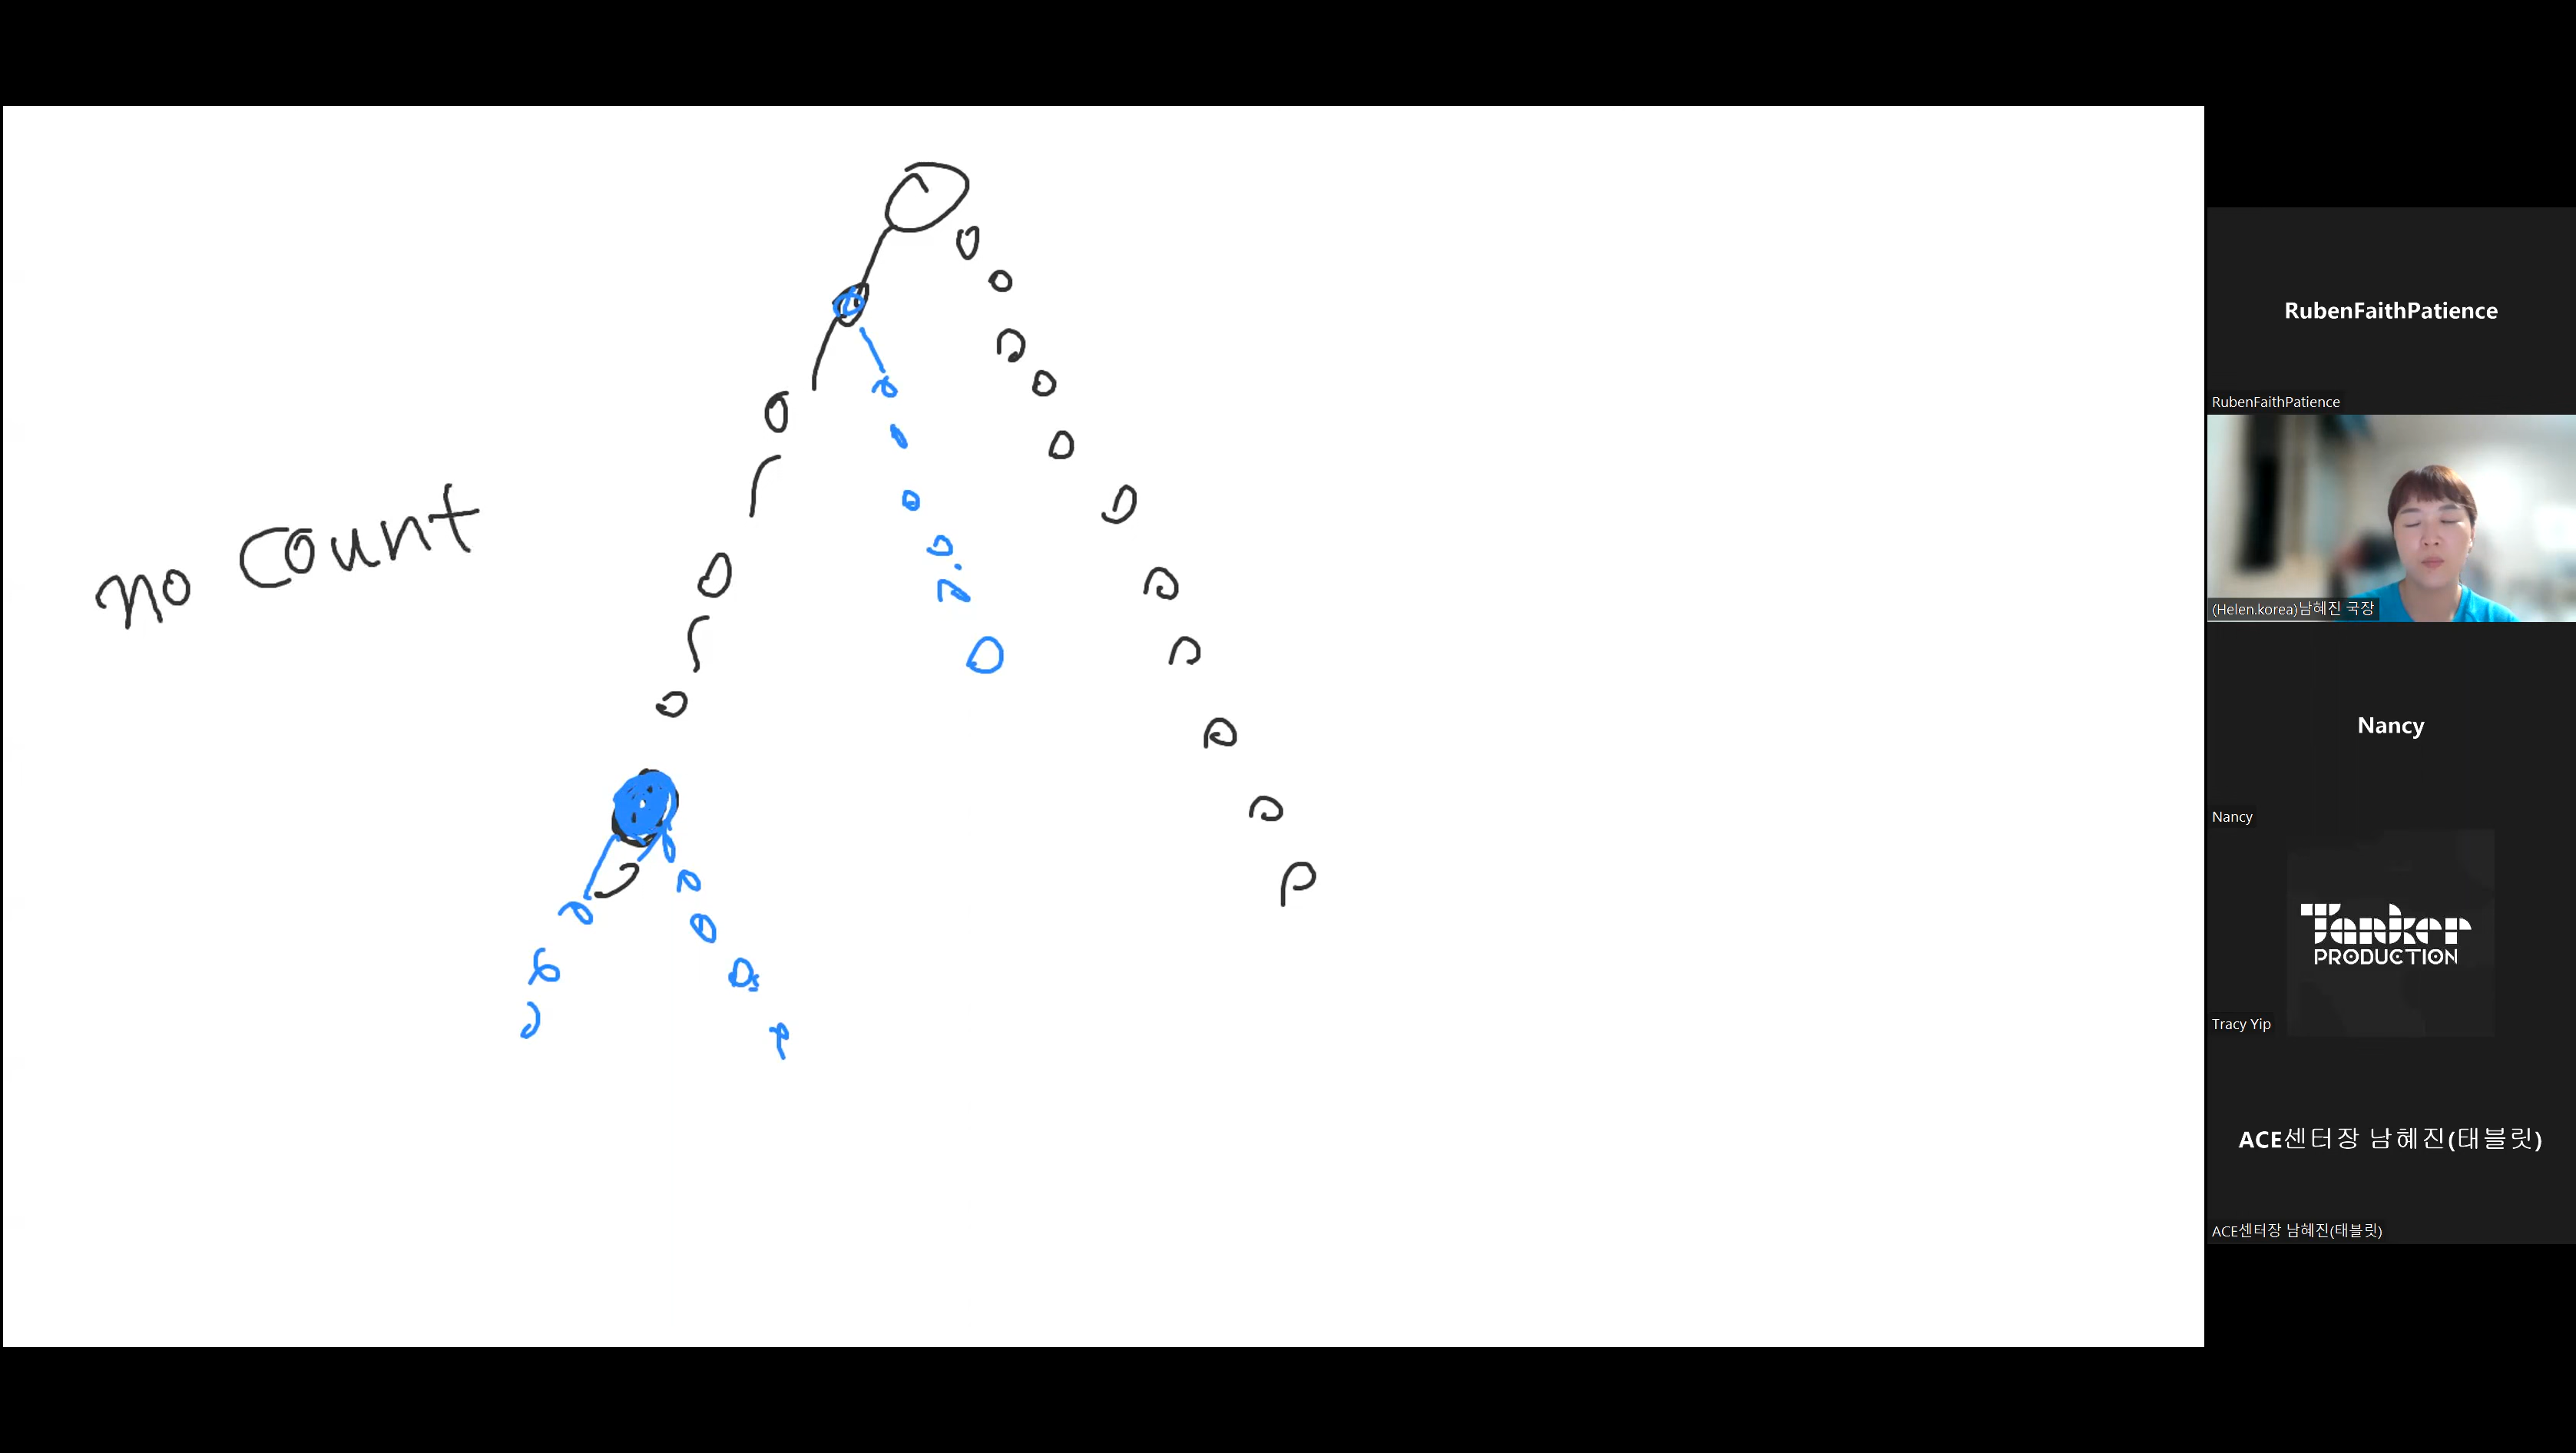 no count
RubenFaithPatience
RubenFaithPatience
(Helen.korea)남혜진 국장
Nancy
Nancy
Tanker
PRODUCTION
Tracy Yip
ACE센터장 남혜진(태블릿)
ACE센터장 남혜진(태블릿)